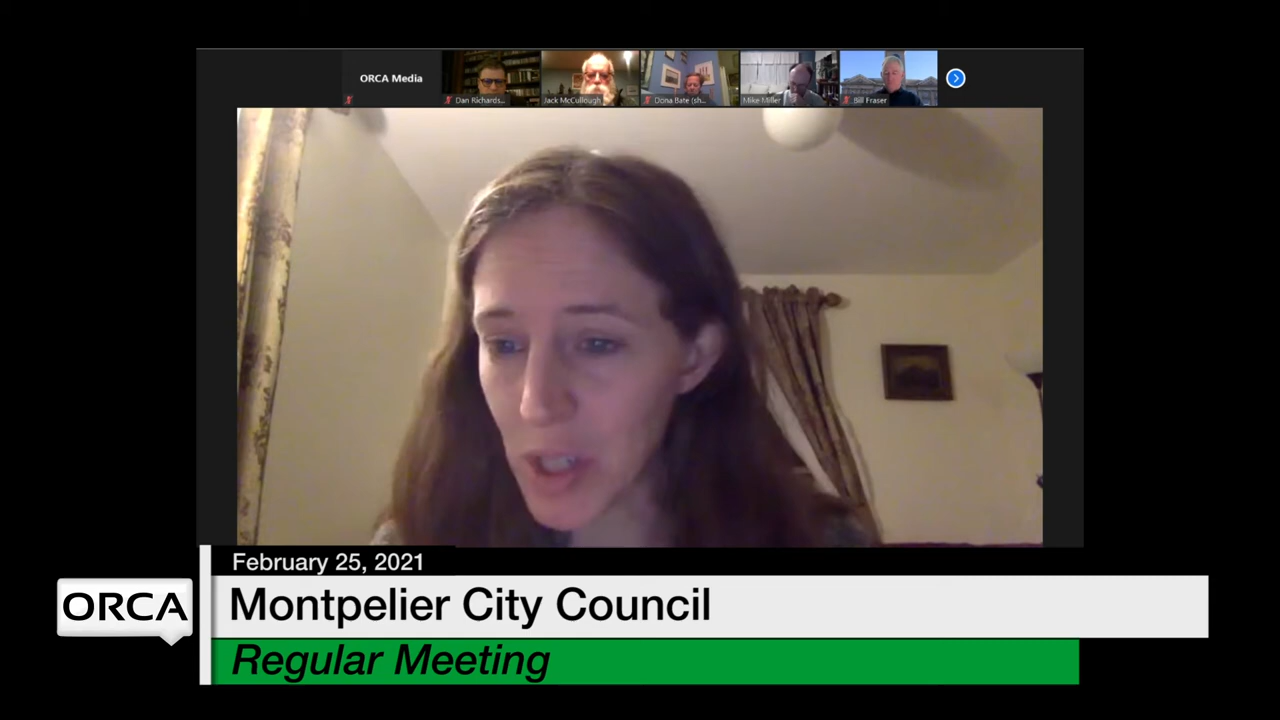 ORCA Media
Dan Richards...
Jack McCullough
Dona Bate (sh...
Mike Miller
Bill Fraser
February 25, 2021
ORCA
Montpelier City Council
Regular Meeting